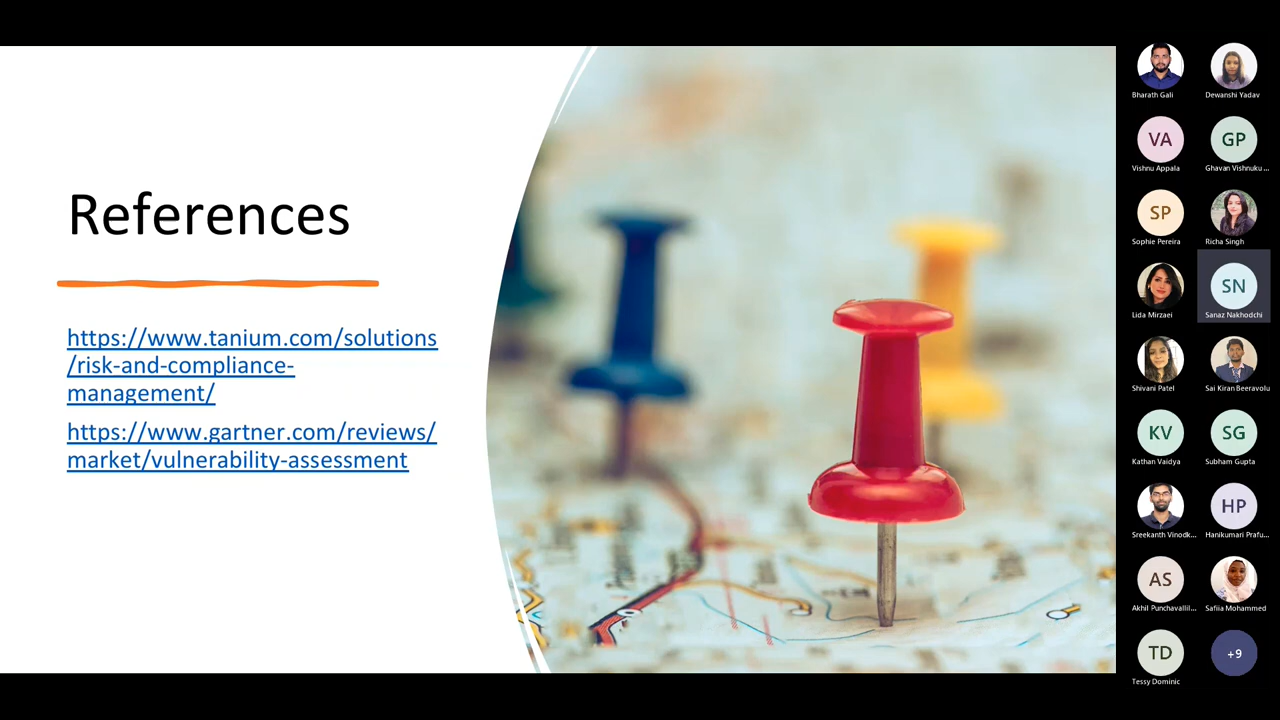 References
https://www.tanium.com/solutions
/risk-and-compliance-
management/
https://www.gartner.com/reviews/
market/vulnerability-assessment
Bharath Gali
Dewanshi Yadav
VA
Vishnu Appala
GP
Ghavan Vishnuku...
SP
Sophie Pereira
Richa Singh
Lida Mirzaei
SN
Sanaz Nakhodchi
Shivani Patel
Sai Kiran Beeravolu
KV
Kathan Vaidya
SG
Subham Gupta
Sreekanth Vinodk...
HP
Hanikumari Prafu...
AS
Akhil Punchavallil...
Safiia Mohammed
TD
Tessy Dominic
+9